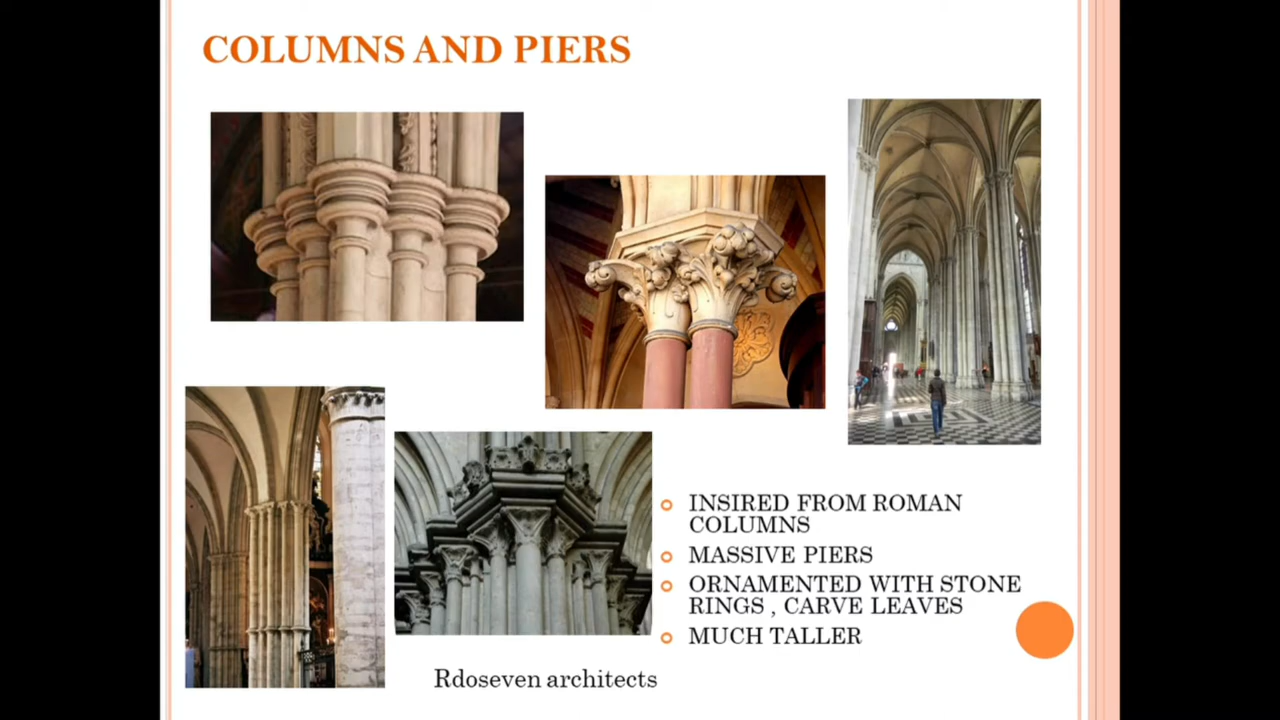 COLUMNS AND PIERS
INSIRED FROM ROMAN
COLUMNS
MASSIVE PIERS
ORNAMENTED WITH STONE
RINGS , CARVE LEAVES
MUCH TALLER
Rdoseven architects